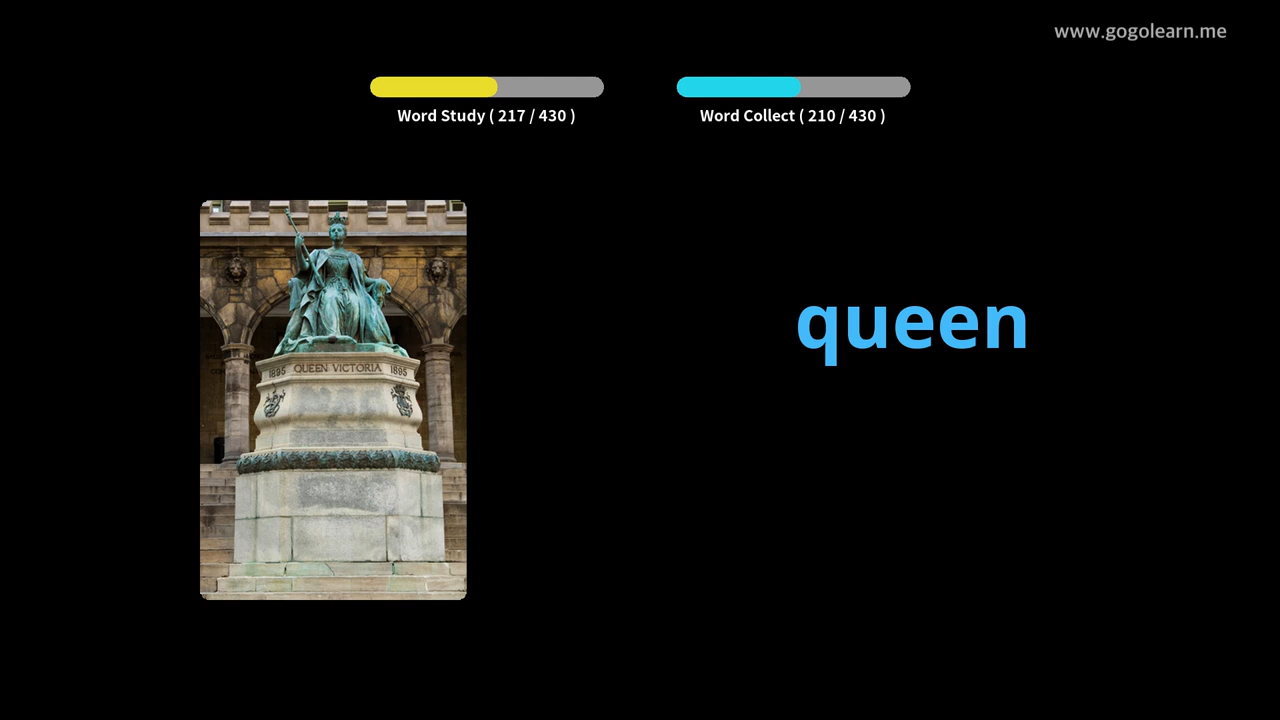 www.gogolearn.me
Word Study ( 217 / 430 )
Word Collect ( 210 / 430 )
queen
1895 QUEEN VICTORIA 1895